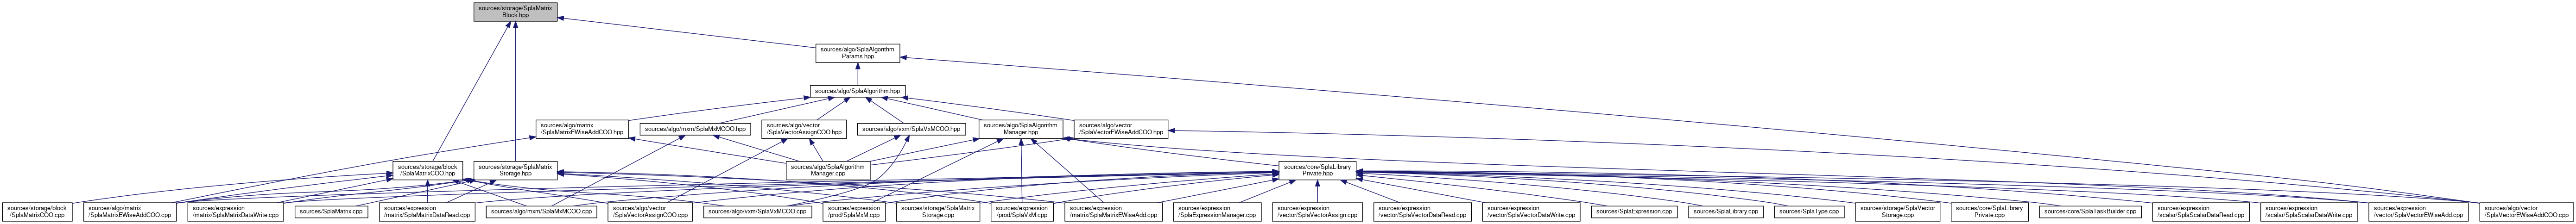 sources/storage/SplaMatrix
Block.hpp
sources/algo/SplaAlgorithm
Params.hpp
sources/algo/SplaAlgorithm.hpp
sources/algo/matrix
/SplaMatrixEWiseAddCOO.hpp
sources/algo/mxm/SplaMxMCOO.hpp
sources/algo/vector
/SplaVectorAssignCOO.hpp
sources/algo/vxm/SplaVxMCOO.hpp
sources/algo/SplaAlgorithm
Manager.hpp
sources/algo/vector
/SplaVectorEWiseAddCOO.hpp
sources/storage/block
/SplaMatrixCOO.hpp
sources/storage/SplaMatrix
Storage.hpp
sources/algo/SplaAlgorithm
Manager.cpp
sources/core/SplaLibrary
Private.hpp
sources/storage/block
/SplaMatrixCOO.cpp
sources/algo/matrix
/SplaMatrixEWiseAddCOO.cpp
sources/expression
/matrix/SplaMatrixDataWrite.cpp
sources/SplaMatrix.cpp
sources/expression
/matrix/SplaMatrixDataRead.cpp
sources/algo/mxm/SplaMxMCOO.cpp
sources/algo/vector
/SplaVectorAssignCOO.cpp
sources/algo/vxm/SplaVxMCOO.cpp
sources/expression
/prod/SplaMxM.cpp
sources/storage/SplaMatrix
Storage.cpp
sources/expression
/prod/SplaVxM.cpp
sources/expression
/matrix/SplaMatrixEWiseAdd.cpp
sources/expression
/SplaExpressionManager.cpp
sources/expression
/vector/SplaVectorAssign.cpp
sources/expression
/vector/SplaVectorDataRead.cpp
sources/expression
/vector/SplaVectorDataWrite.cpp
sources/SplaExpression.cpp
sources/SplaLibrary.cpp
sources/SplaType.cpp
sources/storage/SplaVector
Storage.cpp
sources/core/SplaLibrary
Private.cpp
sources/core/SplaTaskBuilder.cpp
sources/expression
/scalar/SplaScalarDataRead.cpp
sources/expression
/scalar/SplaScalarDataWrite.cpp
sources/expression
/vector/SplaVectorEWiseAdd.cpp
sources/algo/vector
/SplaVectorEWiseAddCOO.cpp